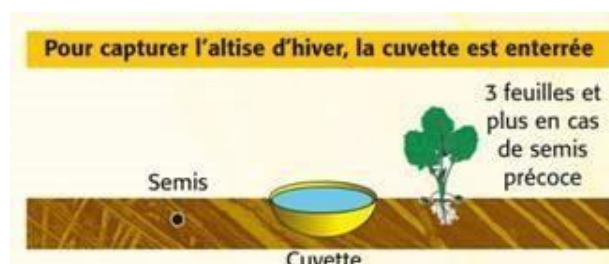 Pour capturer l'altise d'hiver, la cuvette est enterrée
3 feuilles et
plus en cas
de semis
précoce
Semis
Cuvette